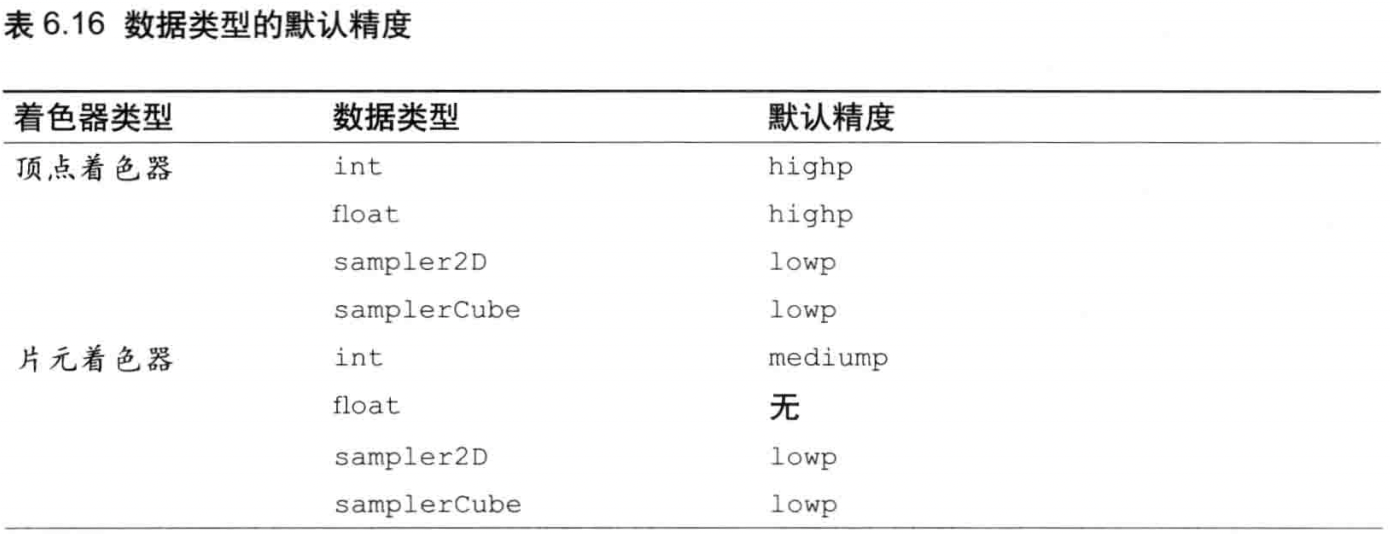 表 6.16 数据类型的默认精度
着色器类型 数据类型 默认精度
顶点着色器 int highp
float highp
sampler2D lowp
samplerCube lowp
片元着色器 int mediump
float 无
sampler2D lowp
samplerCube lowp